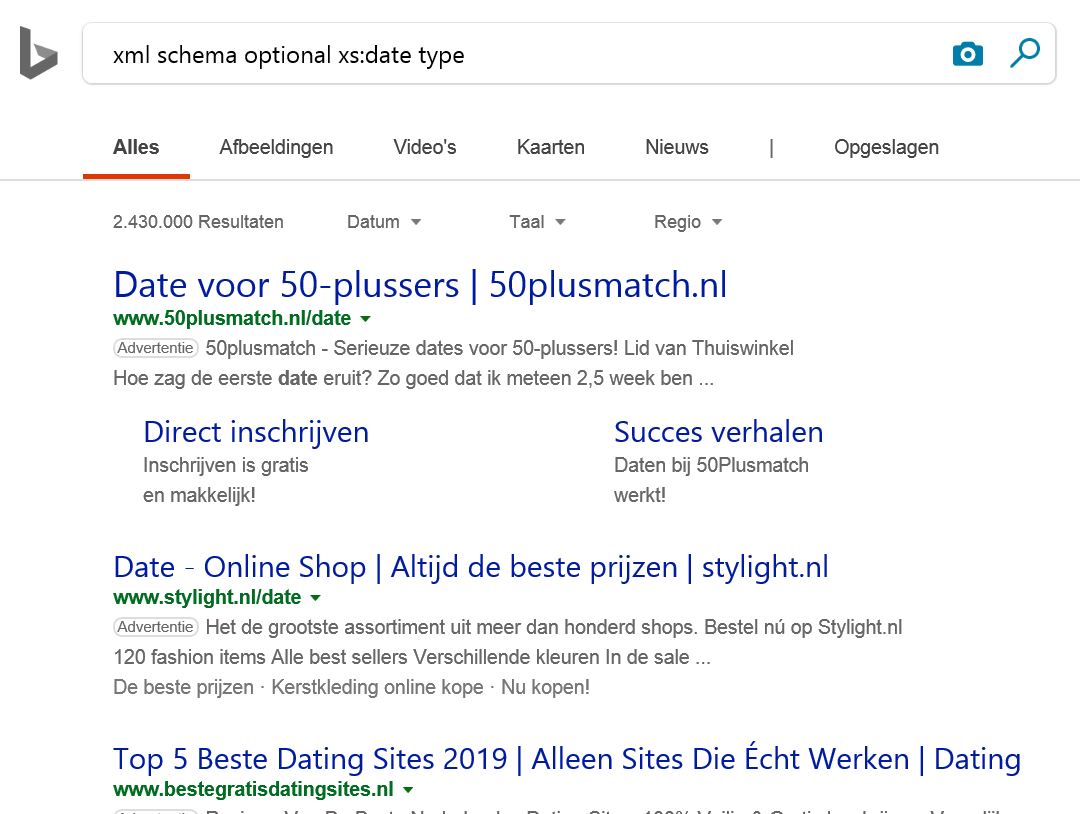 xml schema optional xs:date type
Alles Afbeeldingen Video's Kaarten Nieuws | Opgeslagen
2.430.000 Resultaten Datum Taal Regio
Date voor 50-plussers | 50plusmatch.nl
www.50plusmatch.nl/date
Advertentie 50plusmatch - Serieuze dates voor 50-plussers! Lid van Thuiswinkel
Hoe zag de eerste date eruit? Zo goed dat ik meteen 2,5 week ben ...
Direct inschrijven
Inschrijven is gratis
en makkelijk!
Succes verhalen
Daten bij 50Plusmatch
werkt!
Date - Online Shop | Altijd de beste prijzen | stylight.nl
www.stylight.nl/date
Advertentie Het de grootste assortiment uit meer dan honderd shops. Bestel nú op Stylight.nl
120 fashion items Alle best sellers Verschillende kleuren In de sale ...
De beste prijzen · Kerstkleding online kope · Nu kopen!
Top 5 Beste Dating Sites 2019 | Alleen Sites Die Écht Werken | Dating
www.bestegratisdatingsites.nl